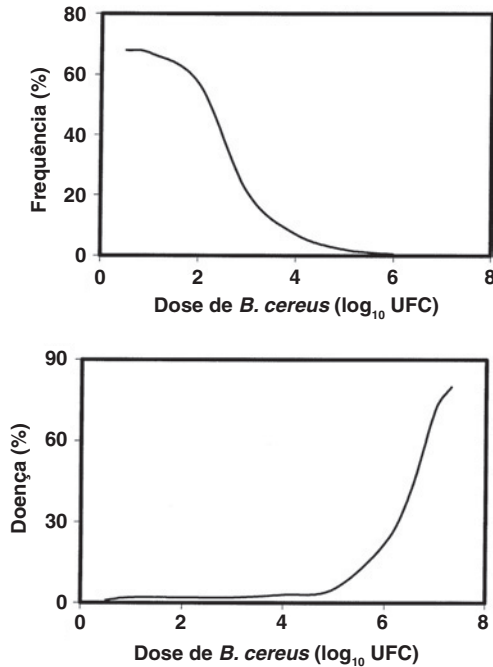 80
60
40
20
0
Frequência (%)
0 2 4 6 8
Dose de B. cereus (log₁₀ UFC)
90
60
30
0
Doença (%)
0 2 4 6 8
Dose de B. cereus (log₁₀ UFC)